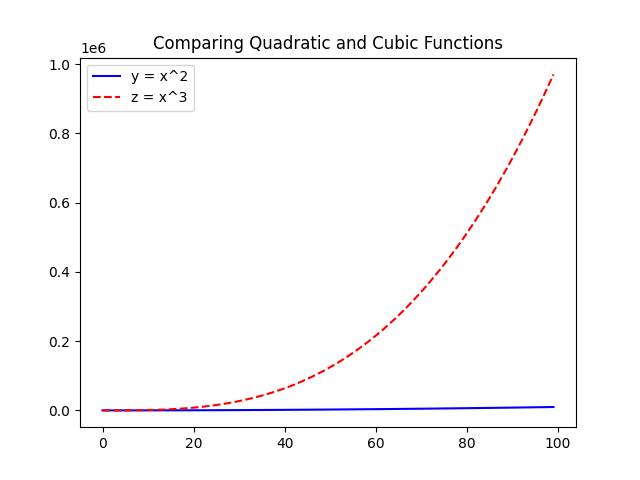 Comparing Quadratic and Cubic Functions
1e6
y = x^2
z = x^3
1.0
0.8
0.6
0.4
0.2
0.0
0 20 40 60 80 100